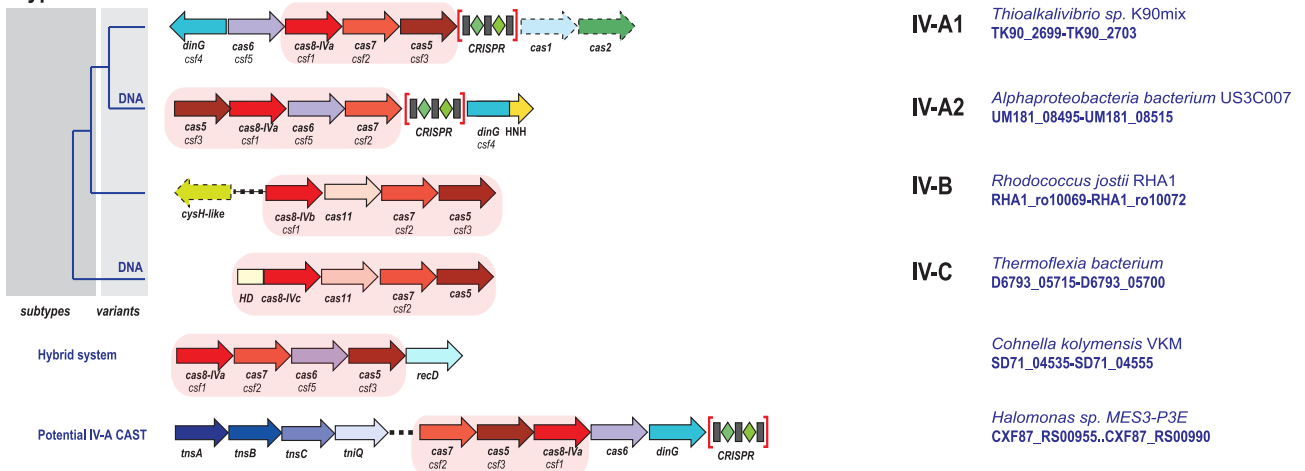 dinG cas6 cas8-IVa cas7 cas5 CRISPR cas1 cas2
csf4 csf5 csf1 csf2 csf3
IV-A1
Thioalkalivibrio sp. K90mix
TK90_2699-TK90_2703
DNA
cas5 cas8-IVa cas6 cas7 CRISPR dinG HNH
csf3 csf1 csf5 csf2 csf4
IV-A2
Alphaproteobacteria bacterium US3C007
UM181_08495-UM181_08515
cysH-like cas8-IVb cas11 cas7 cas5
csf1 csf2 csf3
IV-B
Rhodococcus jostii RHA1
RHA1_ro10069-RHA1_ro10072
DNA
HD cas8-IVc cas11 cas7 cas5
csf2
IV-C
Thermoflexia bacterium
D6793_05715-D6793_05700
subtypes variants
Hybrid system
cas8-IVa cas7 cas6 cas5 recD
csf1 csf2 csf5 csf3
Cohnella kolymensis VKM
SD71_04535-SD71_04555
Potential IV-A CAST
tnsA tnsB tnsC tniQ cas7 cas5 cas8-IVa cas6 dinG CRISPR
csf2 csf3 csf1
Halomonas sp. MES3-P3E
CXF87_RS00955..CXF87_RS00990